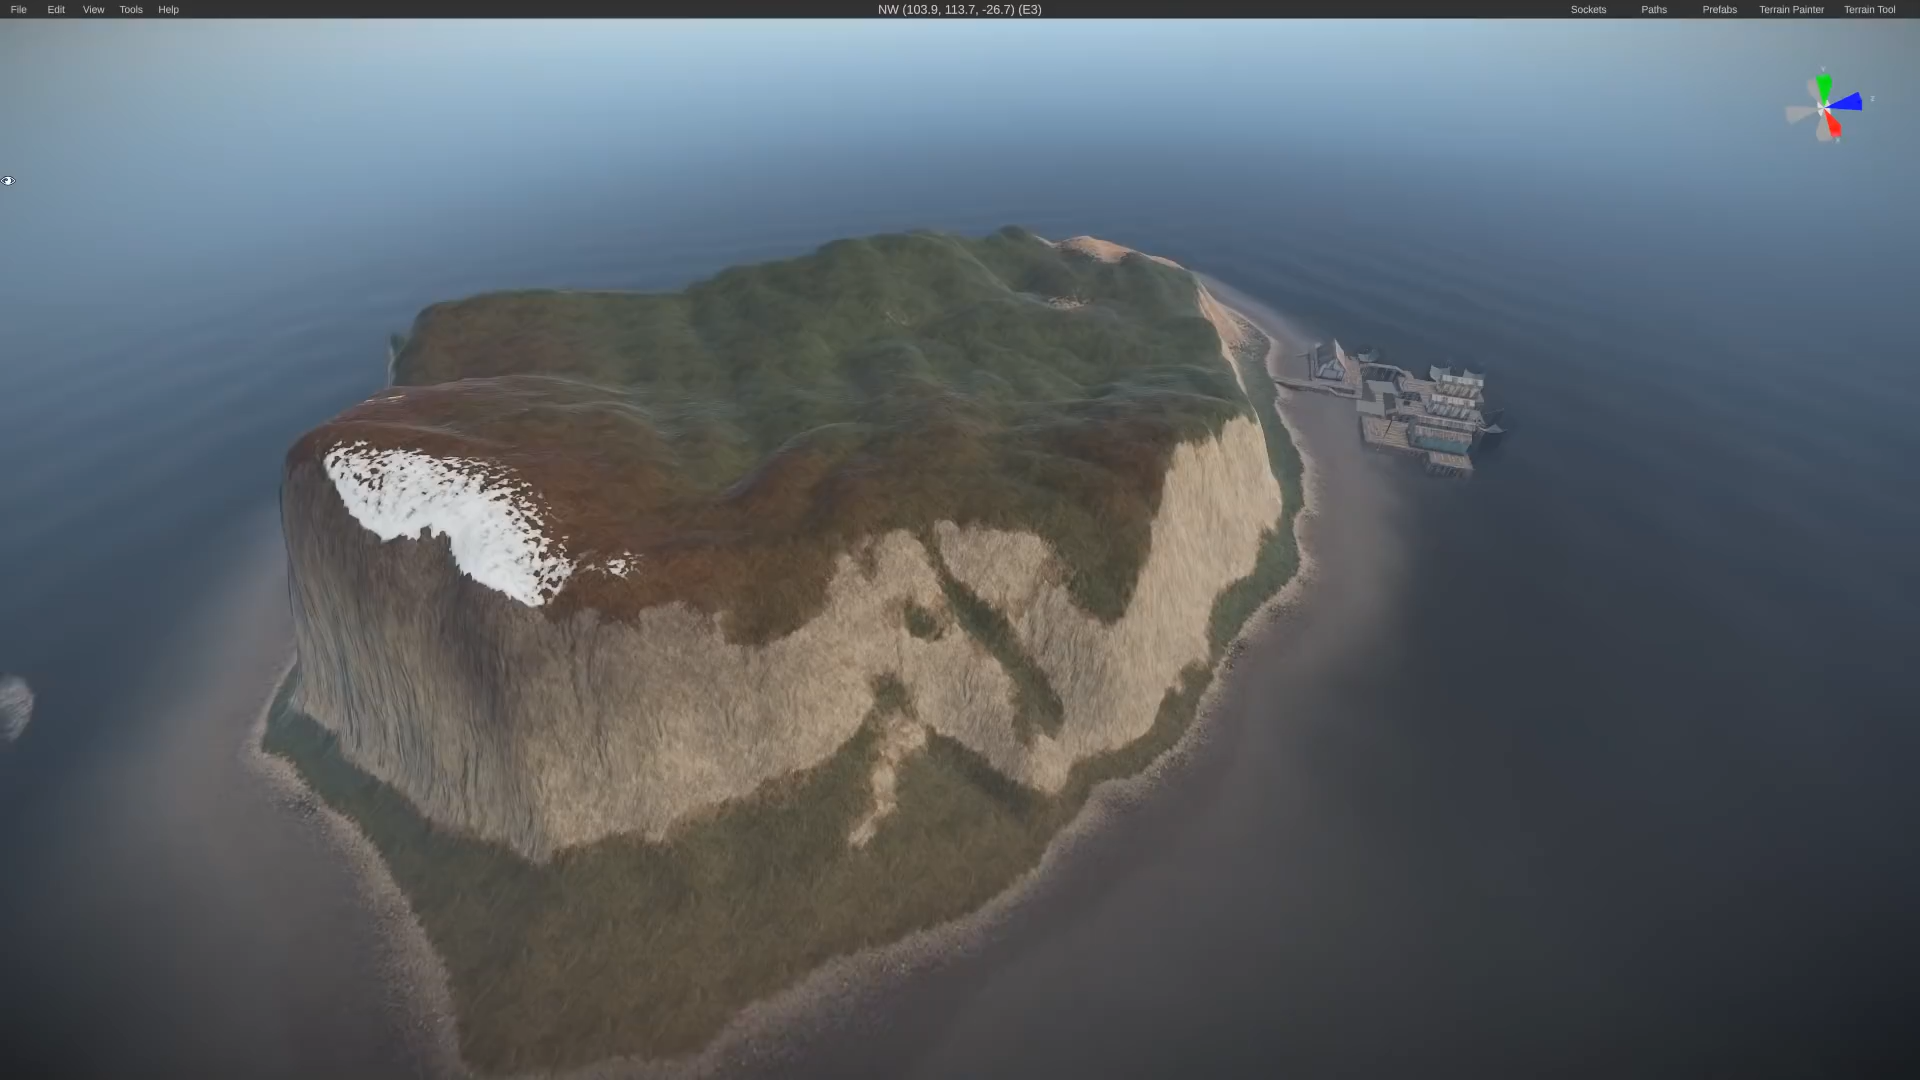 File Edit View Tools Help NW (103.9, 113.7, -26.7) (E3) Sockets Paths Prefabs Terrain Painter Terrain Tool
Y
Z
X